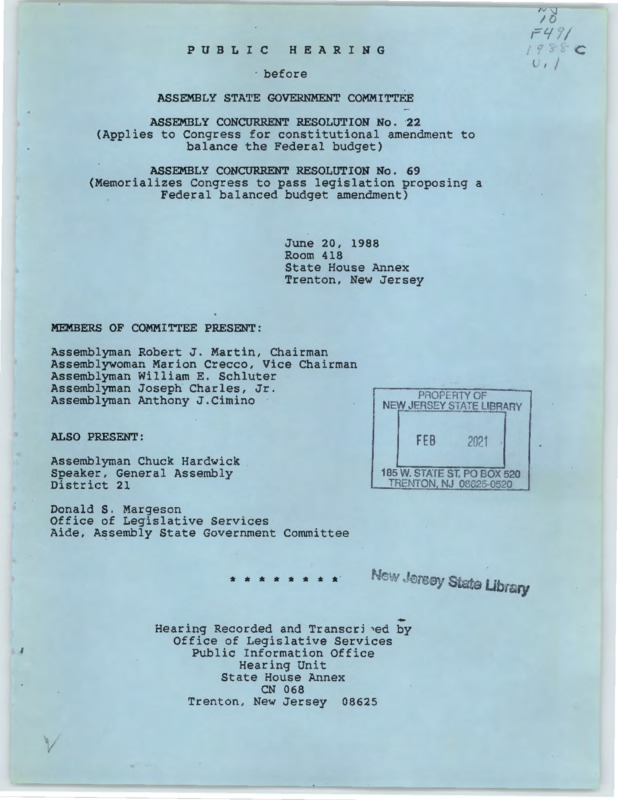 NJ
10
F491
1988c
P U B L I C   H E A R I N G
before
ASSEMBLY STATE GOVERNMENT COMMITTEE
ASSEMBLY CONCURRENT RESOLUTION No. 22
(Applies to Congress for constitutional amendment to
balance the Federal budget)
ASSEMBLY CONCURRENT RESOLUTION No. 69
(Memorializes Congress to pass legislation proposing a
Federal balanced budget amendment)
June 20, 1988
Room 418
State House Annex
Trenton, New Jersey
MEMBERS OF COMMITTEE PRESENT:
Assemblyman Robert J. Martin, Chairman
Assemblywoman Marion Crecco, Vice Chairman
Assemblyman William E. Schluter
Assemblyman Joseph Charles, Jr.
Assemblyman Anthony J.Cimino
PROPERTY OF
NEW JERSEY STATE LIBRARY
FEB 2021
185 W. STATE ST. PO BOX 520
TRENTON, NJ 08625-0520
ALSO PRESENT:
Assemblyman Chuck Hardwick
Speaker, General Assembly
District 21
Donald S. Margeson
Office of Legislative Services
Aide, Assembly State Government Committee
* * * * * * * *
New Jersey State Library
Hearing Recorded and Transcribed by
Office of Legislative Services
Public Information Office
Hearing Unit
State House Annex
CN 068
Trenton, New Jersey  08625